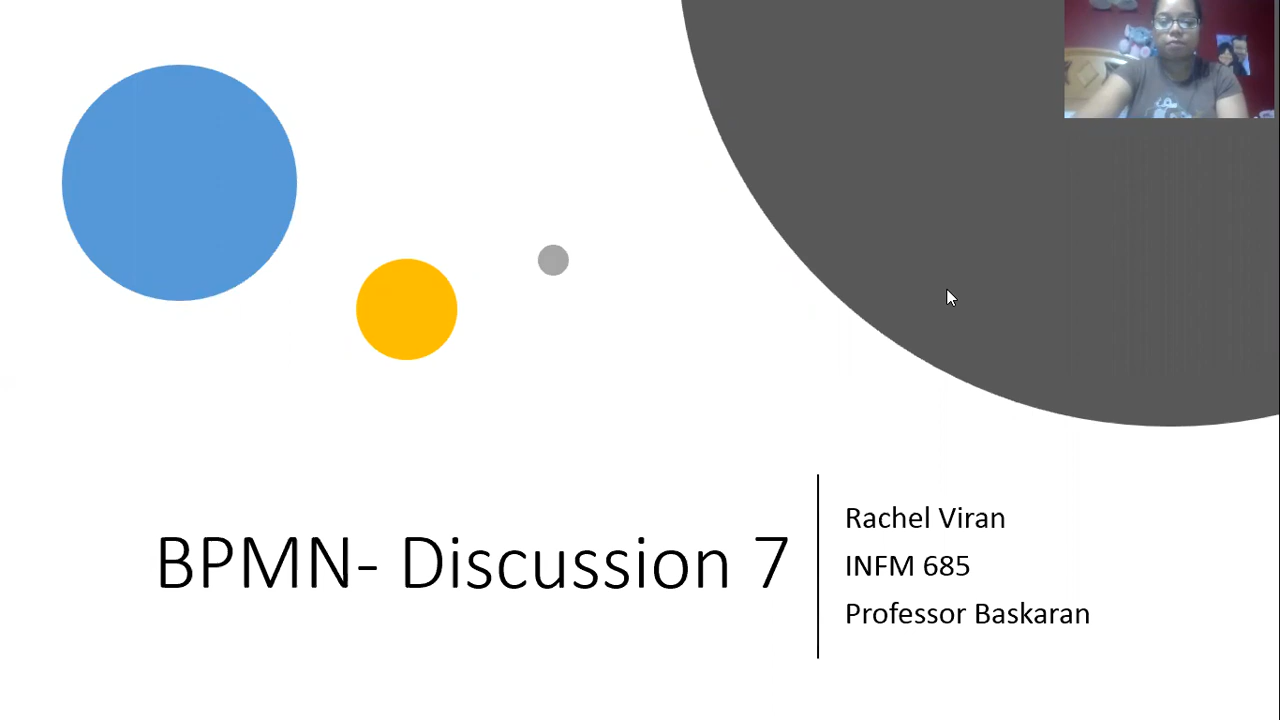 BPMN- Discussion 7
Rachel Viran
INFM 685
Professor Baskaran